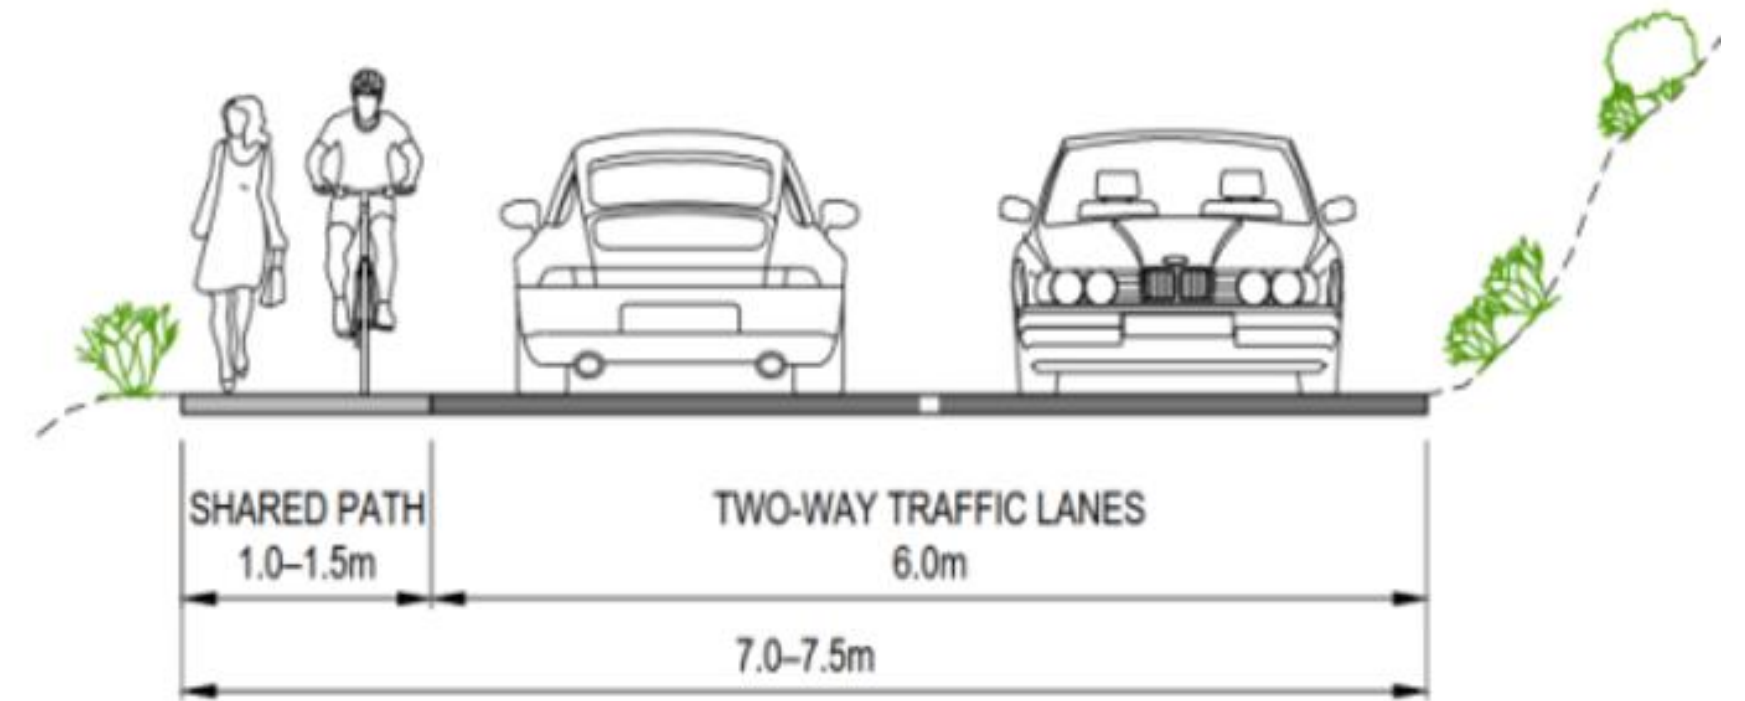 SHARED PATH
1.0–1.5m
TWO-WAY TRAFFIC LANES
6.0m
7.0–7.5m